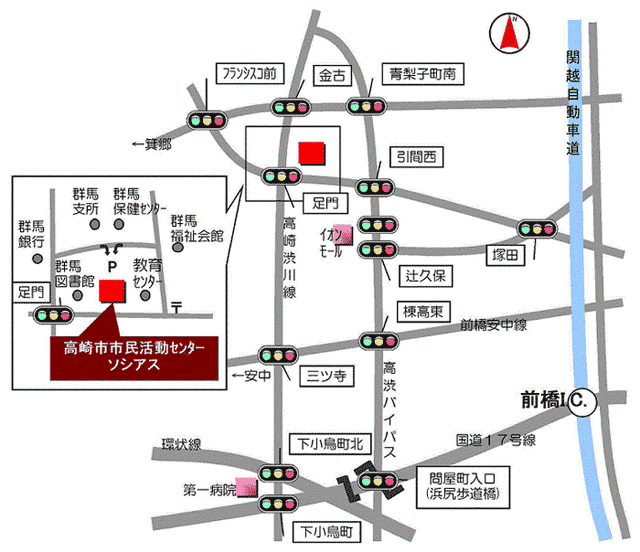 N
関越自動車道
フランシスコ前
金古
青梨子町南
←箕郷
引間西
足門
イオン
モール
塚田
辻久保
高崎渋川線
群馬
支所
群馬
保健センター
群馬
福祉会館
群馬
銀行
P
足門
群馬
図書館
教育
センター
〒
高崎市市民活動センター
ソシアス
棟高東
前橋安中線
←安中
三ツ寺
高渋バイパス
前橋I.C.
環状線
下小鳥町北
国道17号線
第一病院
問屋町入口
(浜尻歩道橋)
下小鳥町